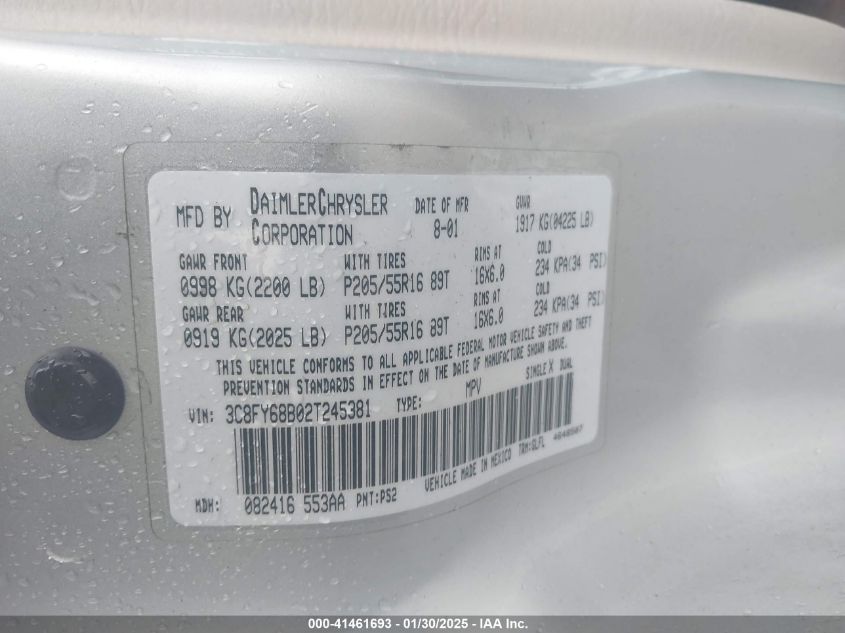 MFD BY DAIMLERCHRYSLER CORPORATION DATE OF MFR 8-01 GVWR 1917 KG(04225 LB)
GAWR FRONT WITH TIRES RIMS AT COLD
0998 KG(2200 LB) P205/55R16 89T 16X6.0 234 KPA(34 PSI)
GAWR REAR WITH TIRES RIMS AT COLD
0919 KG(2025 LB) P205/55R16 89T 16X6.0 234 KPA(34 PSI)
THIS VEHICLE CONFORMS TO ALL APPLICABLE FEDERAL MOTOR VEHICLE SAFETY AND THEFT
PREVENTION STANDARDS IN EFFECT ON THE DATE OF MANUFACTURE SHOWN ABOVE.
VIN: 3C8FY68B02T245381 TYPE: MPV SINGLE X DUAL
MDH: 082416 553AA PNT:PS2 VEHICLE MADE IN MEXICO TRM:GLFL
000-41461693 - 01/30/2025 - IAA Inc.